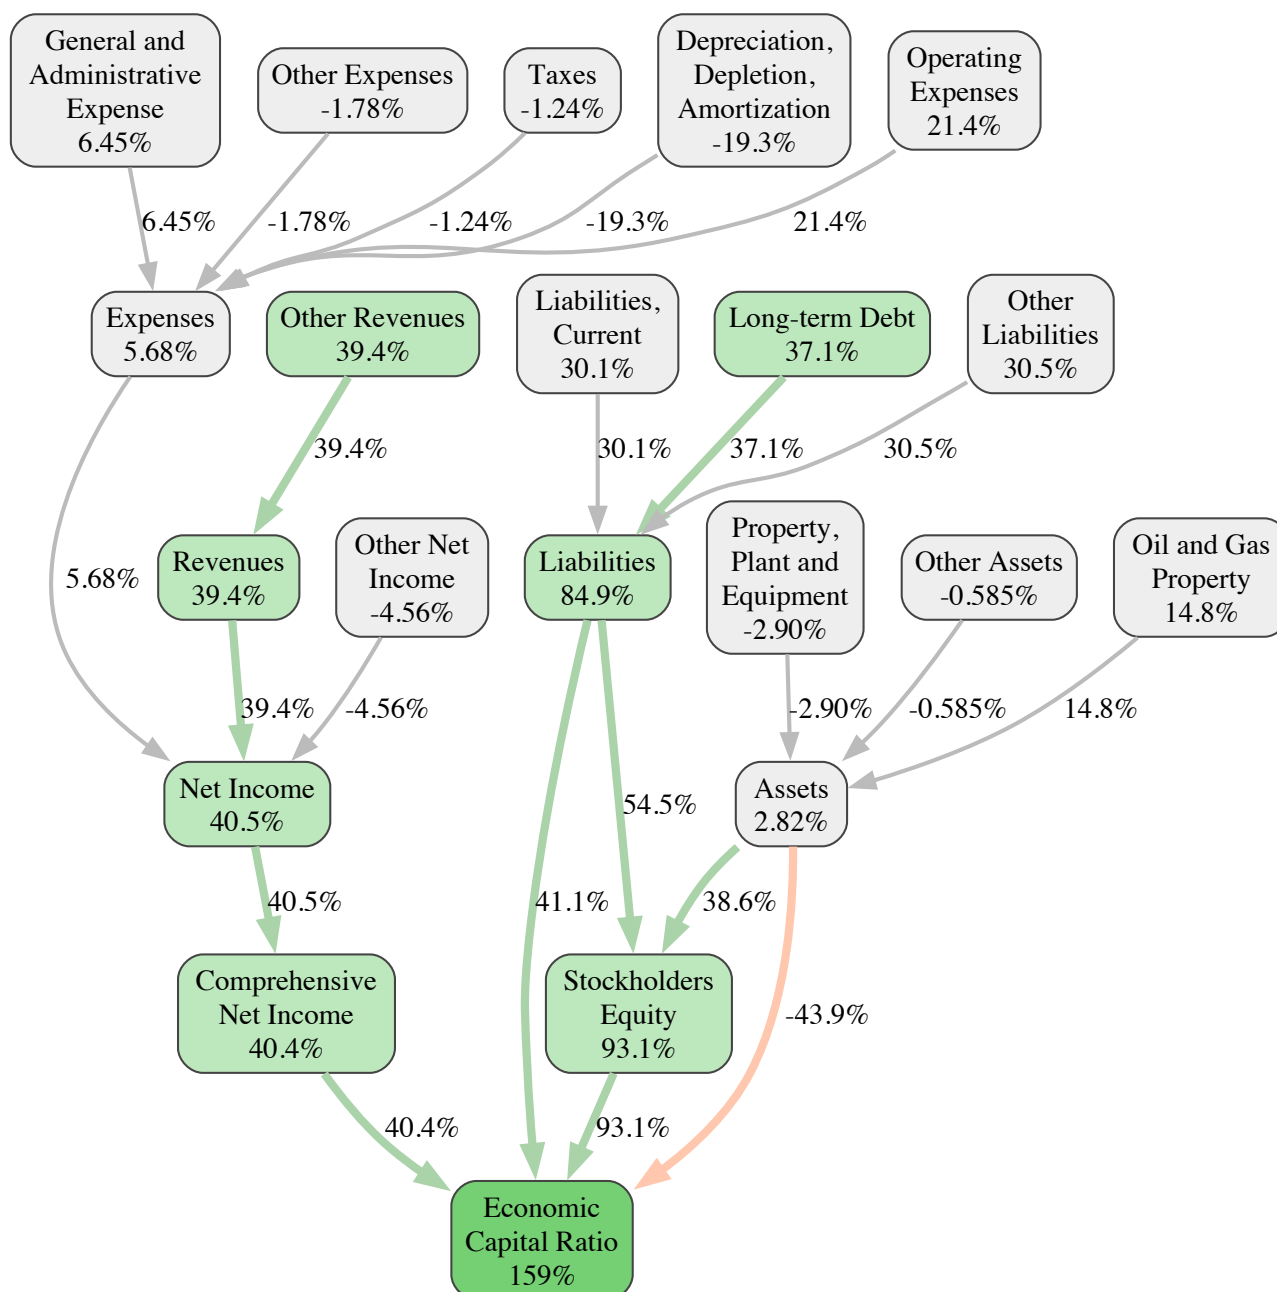 General and
Administrative
Expense
6.45%
Other Expenses
-1.78%
Taxes
-1.24%
Depreciation,
Depletion,
Amortization
-19.3%
Operating
Expenses
21.4%
6.45%
-1.78%
-1.24%
-19.3%
21.4%
Expenses
5.68%
Other Revenues
39.4%
Liabilities,
Current
30.1%
Long-term Debt
37.1%
Other
Liabilities
30.5%
39.4%
30.1%
37.1%
30.5%
Revenues
39.4%
Other Net
Income
-4.56%
Liabilities
84.9%
Property,
Plant and
Equipment
-2.90%
Other Assets
-0.585%
Oil and Gas
Property
14.8%
5.68%
39.4%
-4.56%
-2.90%
-0.585%
14.8%
Net Income
40.5%
54.5%
Assets
2.82%
40.5%
41.1%
38.6%
Comprehensive
Net Income
40.4%
Stockholders
Equity
93.1%
-43.9%
40.4%
93.1%
Economic
Capital Ratio
159%